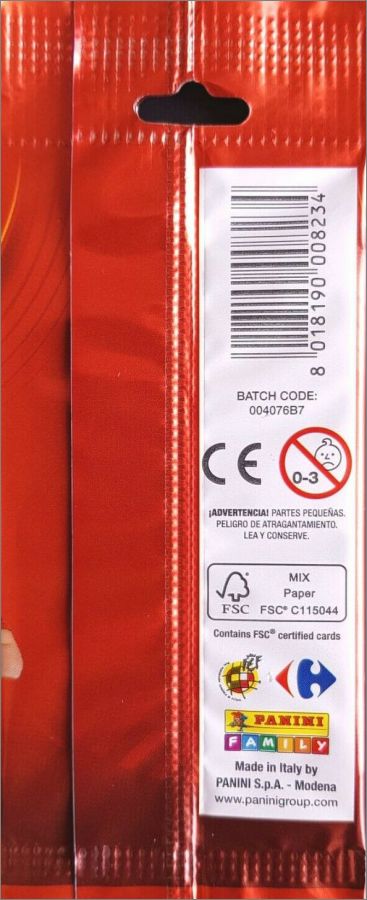 8 018190 008234
BATCH CODE:
004076B7
CE
0-3
¡ADVERTENCIA! PARTES PEQUEÑAS.
PELIGRO DE ATRAGANTAMIENTO.
LEA Y CONSERVE.
MIX
Paper
FSC
FSC® C115044
Contains FSC® certified cards
PANINI
FAMILY
Made in Italy by
PANINI S.p.A. - Modena
www.paninigroup.com